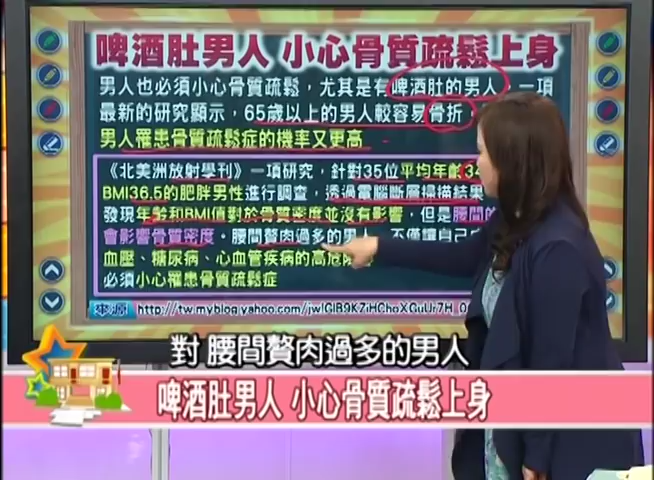 啤酒肚男人 小心骨質疏鬆上身
男人也必須小心骨質疏鬆，尤其是有啤酒肚的男人，一項
最新的研究顯示，65歲以上的男人較容易骨折，
男人罹患骨質疏鬆症的機率又更高
《北美洲放射學刊》一項研究，針對35位平均年齡34
BMI36.5的肥胖男性進行調查，透過電腦斷層掃描結果
發現年齡和BMI值對於骨質密度並沒有影響，但是腰間的
會影響骨質密度。腰間贅肉過多的男人，不僅讓自己
血壓、糖尿病、心血管疾病的高危險
必須小心罹患骨質疏鬆症
來源 http://tw.myblog.yahoo.com/
對 腰間贅肉過多的男人
啤酒肚男人 小心骨質疏鬆上身